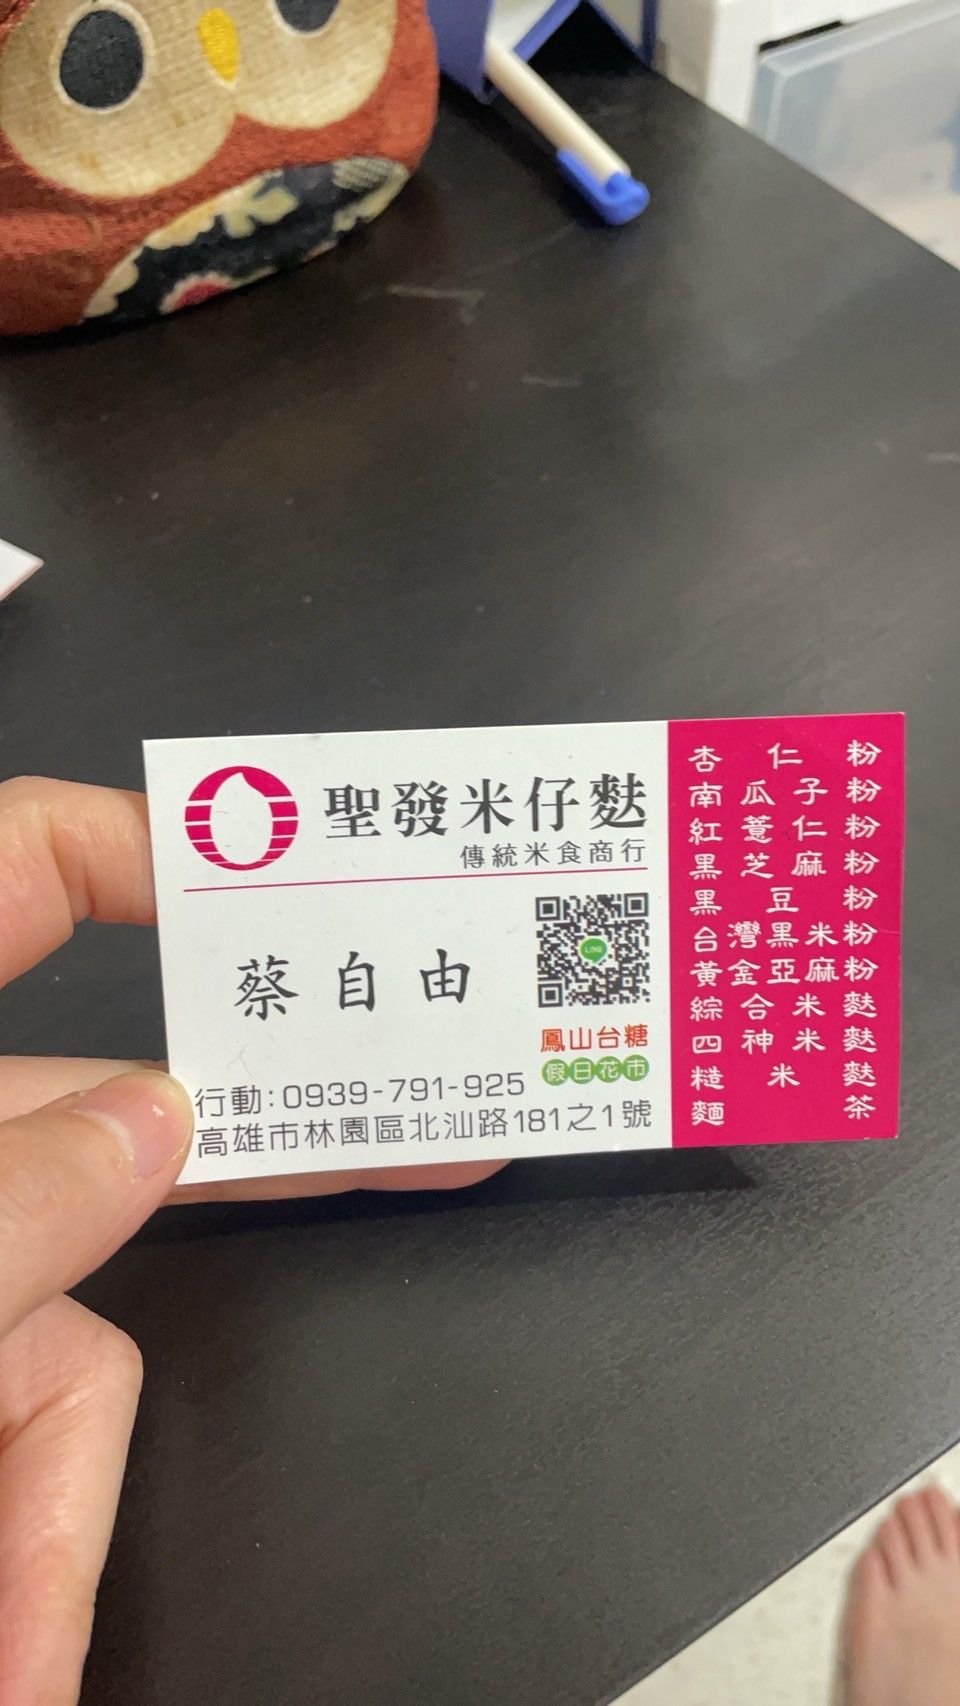 聖發米仔麩
傳統米食商行
蔡自由
LINE
鳳山台糖
假日花市
行動:0939-791-925
高雄市林園區北汕路181之1號
杏仁粉
南瓜子粉
紅薏仁粉
黑芝麻粉
黑豆粉
台灣黑米粉
黃金亞麻粉
綜合米麩
四神米麩
糙米麩
麵茶